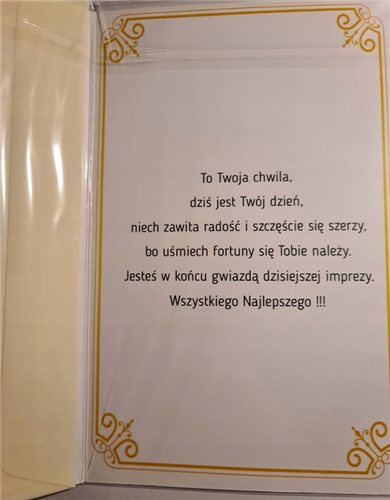 To Twoja chwila,
dziś jest Twój dzień,
niech zawita radość i szczęście się szerzy,
bo uśmiech fortuny się Tobie należy.
Jesteś w końcu gwiazdą dzisiejszej imprezy.
Wszystkiego Najlepszego !!!